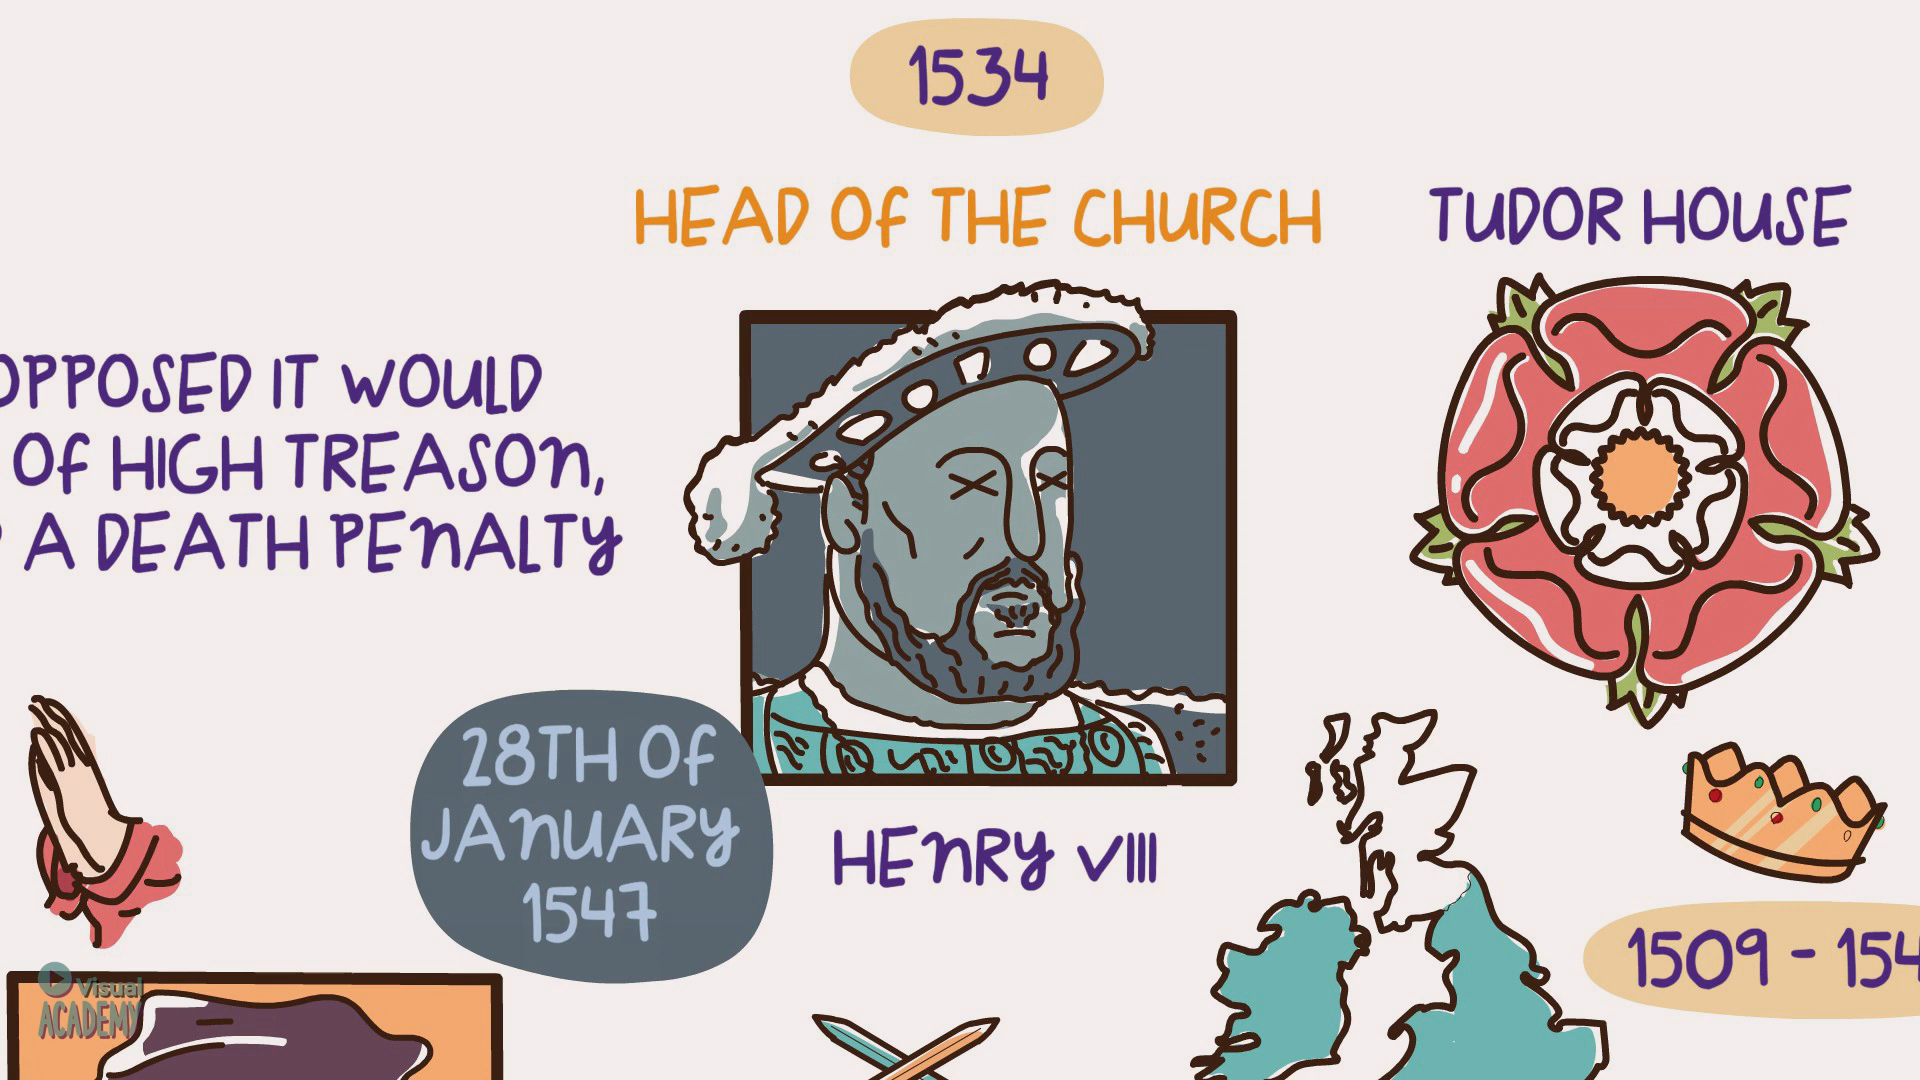 1534
HEAD OF THE CHURCH
TUDOR HOUSE
OPPOSED IT WOULD
OF HIGH TREASON,
A DEATH PENALTY
28TH OF
JANUARY
1547
HENRY VIII
1509 - 154
Visual
ACADEMY